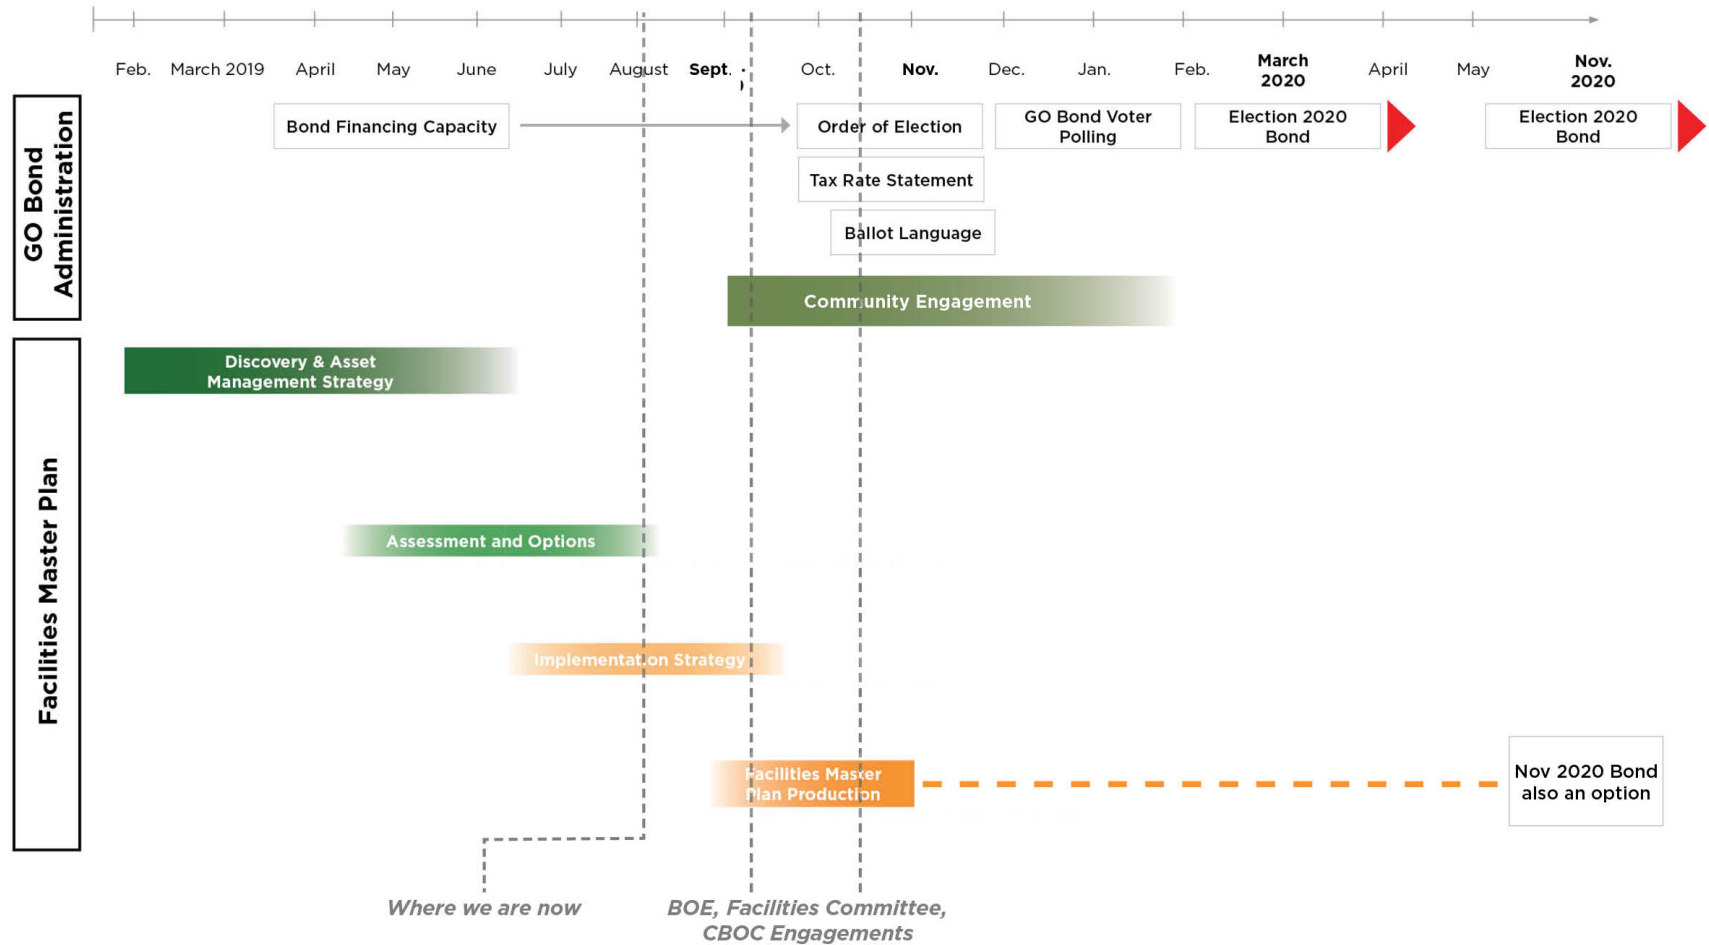 Feb.
March 2019
April
May
June
July
August
Sept.
Oct.
Nov.
Dec.
Jan.
Feb.
March
2020
April
May
Nov.
2020
GO Bond
Administration
Bond Financing Capacity
Order of Election
GO Bond Voter
Polling
Election 2020
Bond
Election 2020
Bond
Tax Rate Statement
Ballot Language
Community Engagement
Facilities Master Plan
Discovery & Asset
Management Strategy
Assessment and Options
Implementation Strategy
Facilities Master
Plan Production
Nov 2020 Bond
also an option
Where we are now
BOE, Facilities Committee,
CBOC Engagements